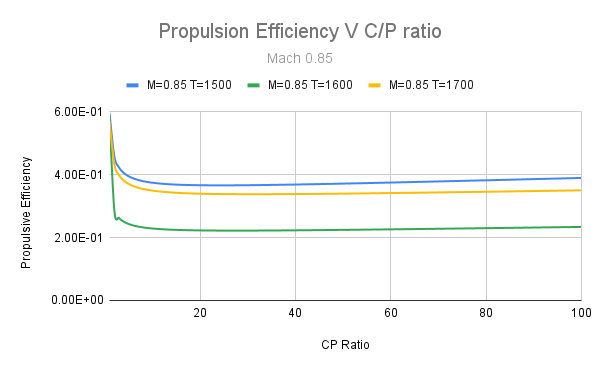 Propulsion Efficiency V C/P ratio
Mach 0.85
M=0.85 T=1500 M=0.85 T=1600 M=0.85 T=1700
6.00E-01
4.00E-01
2.00E-01
0.00E+00
Propulsive Efficiency
20 40 60 80 100
CP Ratio